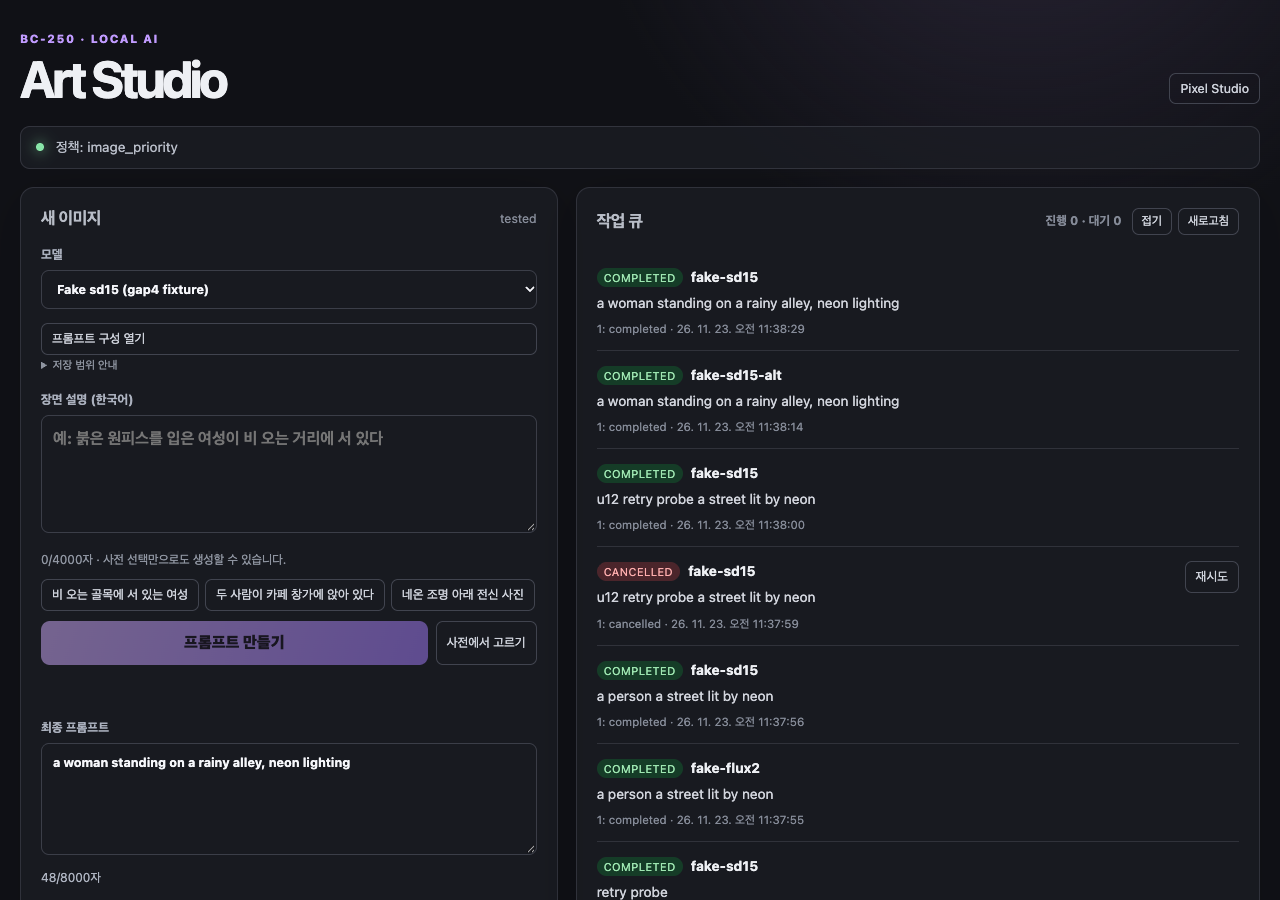 BC-250 · LOCAL AI
Art Studio
Pixel Studio
정책: image_priority
새 이미지
tested
모델
Fake sd15 (gap4 fixture)
프롬프트 구성 열기
저장 범위 안내
장면 설명 (한국어)
예: 붉은 원피스를 입은 여성이 비 오는 거리에 서 있다
0/4000자 · 사전 선택만으로도 생성할 수 있습니다.
비 오는 골목에 서 있는 여성
두 사람이 카페 창가에 앉아 있다
네온 조명 아래 전신 사진
프롬프트 만들기
사전에서 고르기
최종 프롬프트
a woman standing on a rainy alley, neon lighting
48/8000자
작업 큐
진행 0 · 대기 0
접기
새로고침
COMPLETED fake-sd15
a woman standing on a rainy alley, neon lighting
1: completed · 26. 11. 23. 오전 11:38:29
COMPLETED fake-sd15-alt
a woman standing on a rainy alley, neon lighting
1: completed · 26. 11. 23. 오전 11:38:14
COMPLETED fake-sd15
u12 retry probe a street lit by neon
1: completed · 26. 11. 23. 오전 11:38:00
CANCELLED fake-sd15
재시도
u12 retry probe a street lit by neon
1: cancelled · 26. 11. 23. 오전 11:37:59
COMPLETED fake-sd15
a person a street lit by neon
1: completed · 26. 11. 23. 오전 11:37:56
COMPLETED fake-flux2
a person a street lit by neon
1: completed · 26. 11. 23. 오전 11:37:55
COMPLETED fake-sd15
retry probe